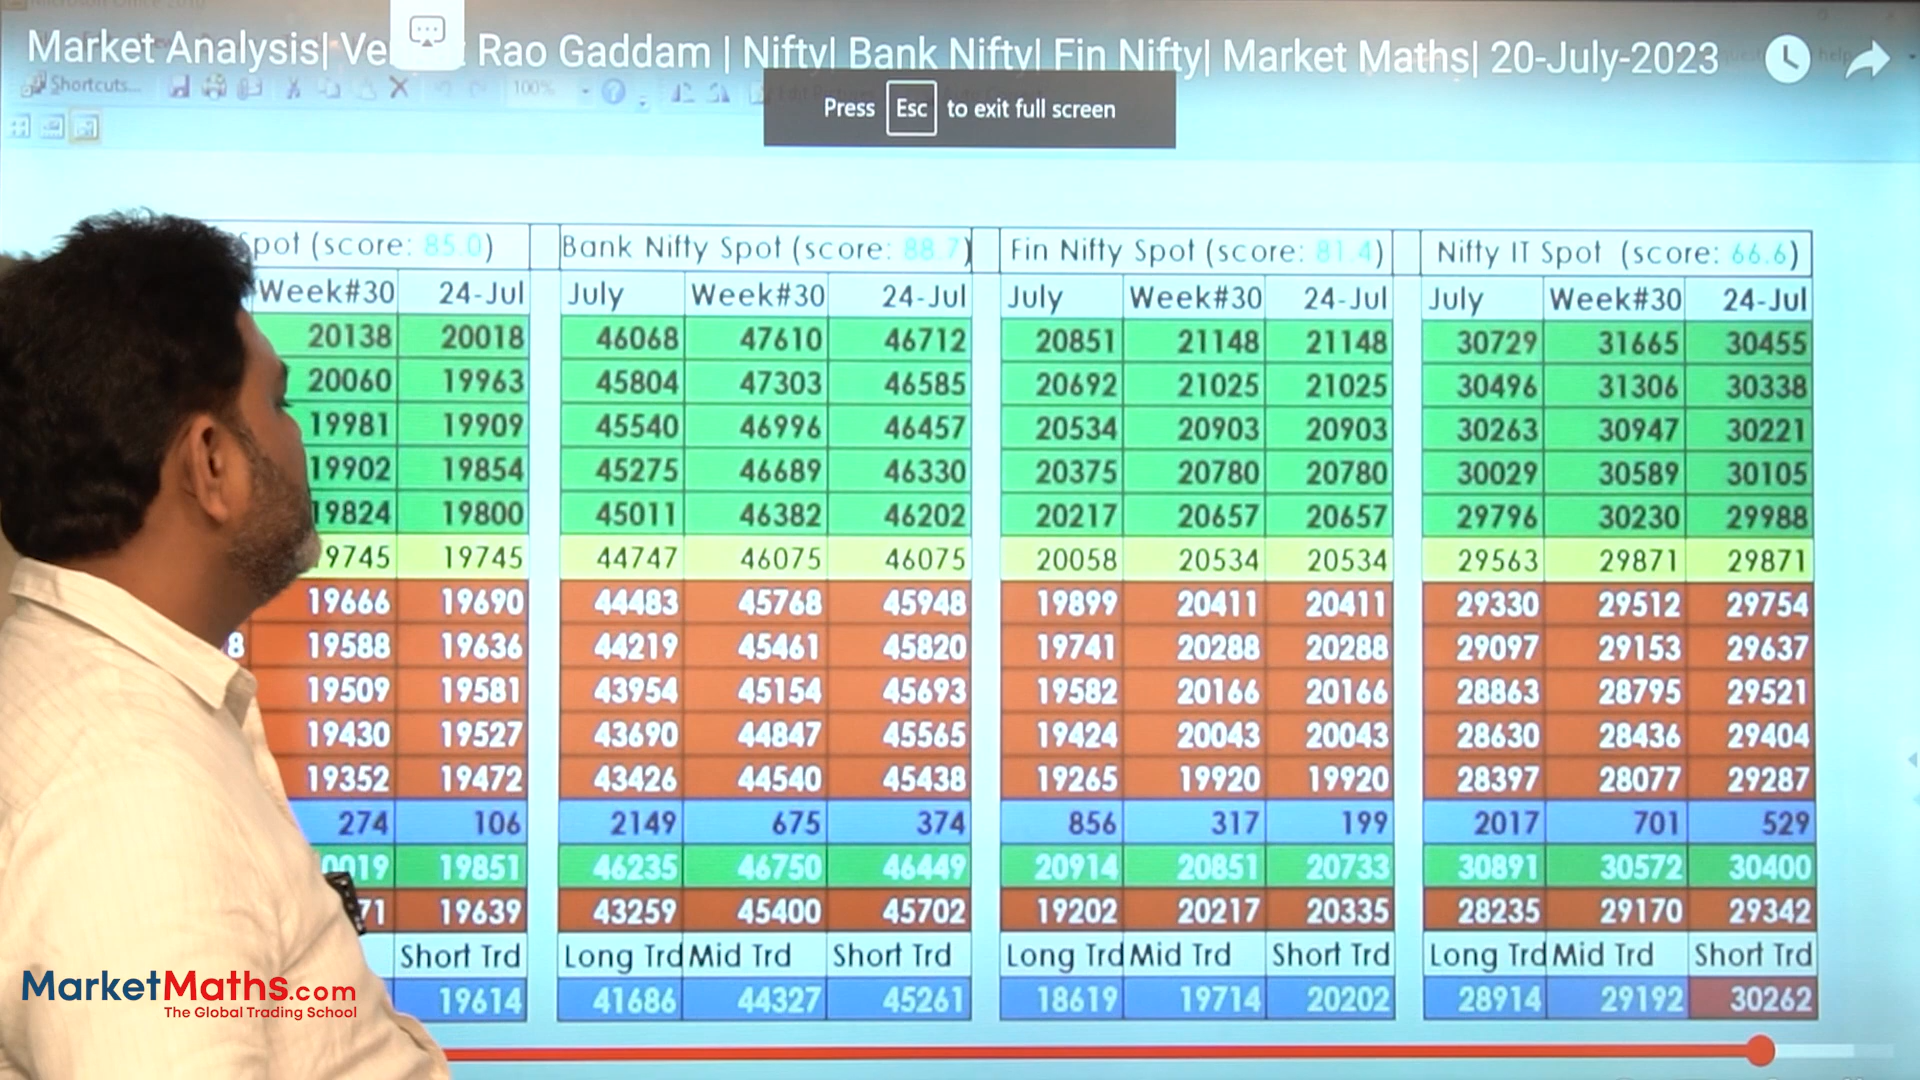 Market Analysis| Ve Rao Gaddam | Nifty| Bank Nifty| Fin Nifty| Market Maths| 20-July-2023
Shortcuts... 100%
Press Esc to exit full screen
Spot (score: 85.0) Bank Nifty Spot (score: 88.7) Fin Nifty Spot (score: 81.4) Nifty IT Spot (score: 66.6)
Week#30 24-Jul July Week#30 24-Jul July Week#30 24-Jul July Week#30 24-Jul
20138 20018 46068 47610 46712 20851 21148 21148 30729 31665 30455
20060 19963 45804 47303 46585 20692 21025 21025 30496 31306 30338
19981 19909 45540 46996 46457 20534 20903 20903 30263 30947 30221
19902 19854 45275 46689 46330 20375 20780 20780 30029 30589 30105
19824 19800 45011 46382 46202 20217 20657 20657 29796 30230 29988
9745 19745 44747 46075 46075 20058 20534 20534 29563 29871 29871
19666 19690 44483 45768 45948 19899 20411 20411 29330 29512 29754
8 19588 19636 44219 45461 45820 19741 20288 20288 29097 29153 29637
19509 19581 43954 45154 45693 19582 20166 20166 28863 28795 29521
19430 19527 43690 44847 45565 19424 20043 20043 28630 28436 29404
19352 19472 43426 44540 45438 19265 19920 19920 28397 28077 29287
274 106 2149 675 374 856 317 199 2017 701 529
0019 19851 46235 46750 46449 20914 20851 20733 30891 30572 30400
71 19639 43259 45400 45702 19202 20217 20335 28235 29170 29342
Short Trd Long Trd Mid Trd Short Trd Long Trd Mid Trd Short Trd Long Trd Mid Trd Short Trd
19614 41686 44327 45261 18619 19714 20202 28914 29192 30262
MarketMaths.com
The Global Trading School